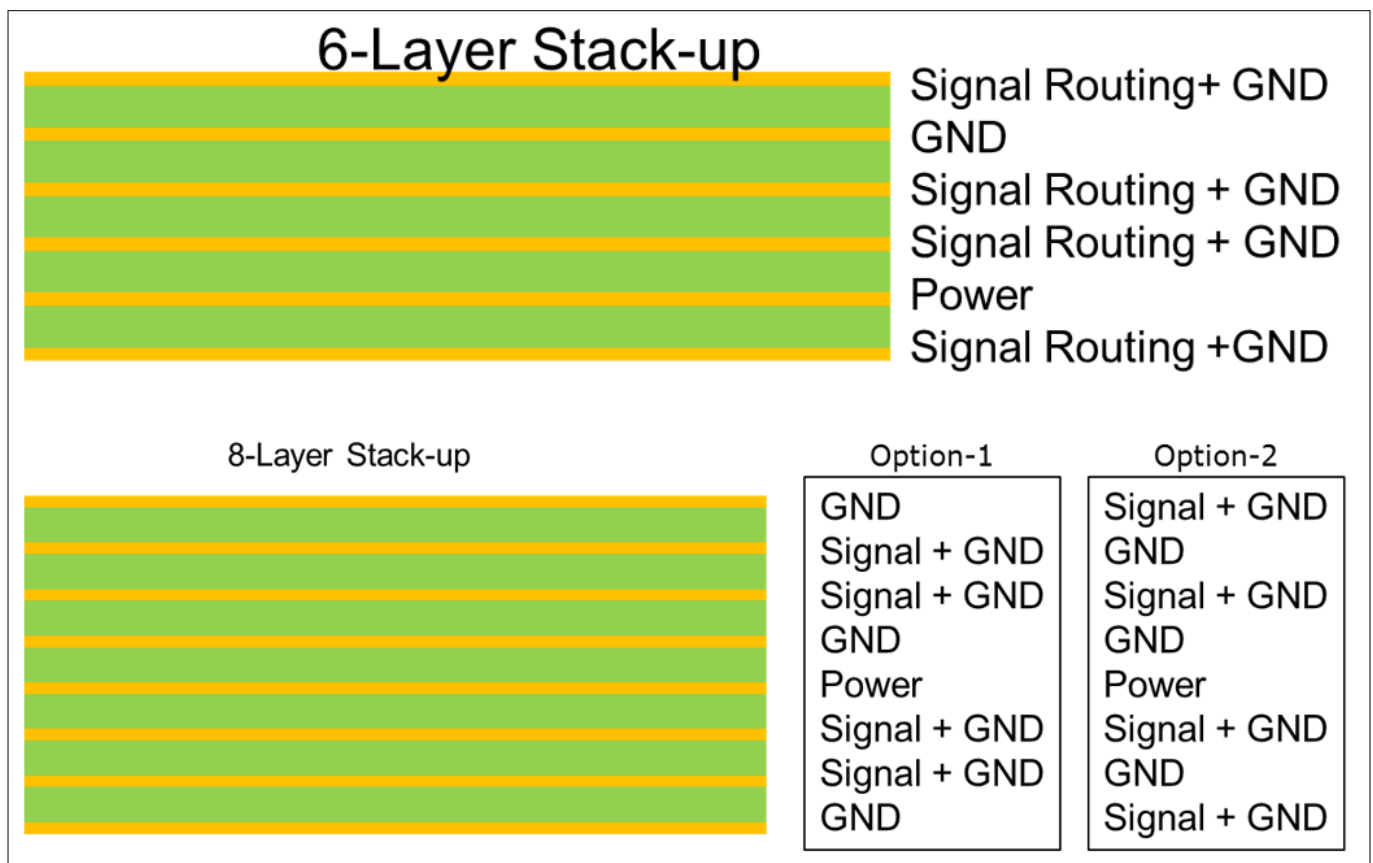 6-Layer Stack-up
Signal Routing+ GND
GND
Signal Routing + GND
Signal Routing + GND
Power
Signal Routing +GND
8-Layer Stack-up
Option-1
GND
Signal + GND
Signal + GND
GND
Power
Signal + GND
Signal + GND
GND
Option-2
Signal + GND
GND
Signal + GND
GND
Power
Signal + GND
GND
Signal + GND